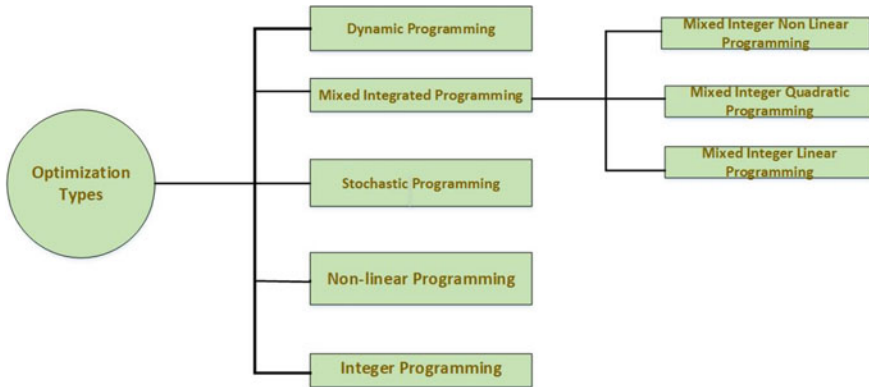 Optimization
Types
Dynamic Programming
Mixed Integrated Programming
Stochastic Programming
Non-linear Programming
Integer Programming
Mixed Integer Non Linear
Programming
Mixed Integer Quadratic
Programming
Mixed Integer Linear
Programming